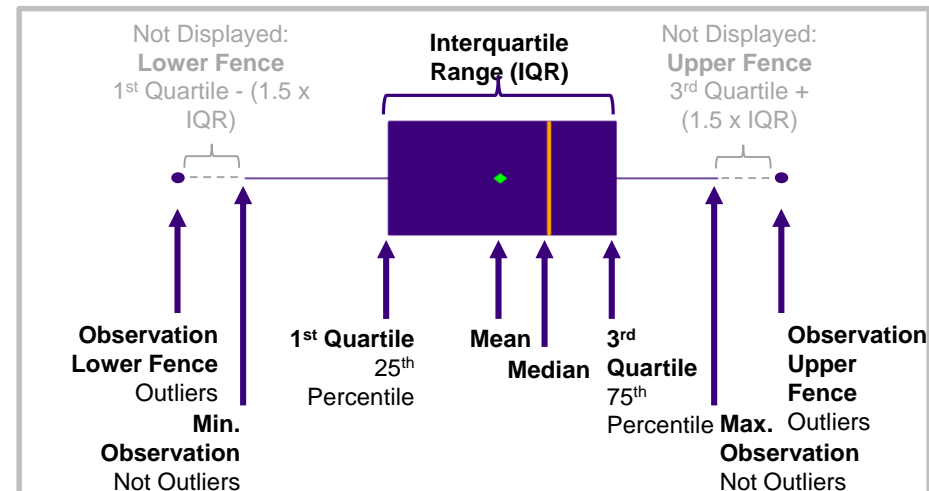 Not Displayed:
Lower Fence
1st Quartile - (1.5 x
IQR)
Interquartile
Range (IQR)
Not Displayed:
Upper Fence
3rd Quartile +
(1.5 x IQR)
Observation
Lower Fence
Outliers
Min.
Observation
Not Outliers
1st Quartile
25th
Percentile
Mean
Median
3rd
Quartile
75th
Percentile
Max.
Observation
Not Outliers
Observation
Upper
Fence
Outliers